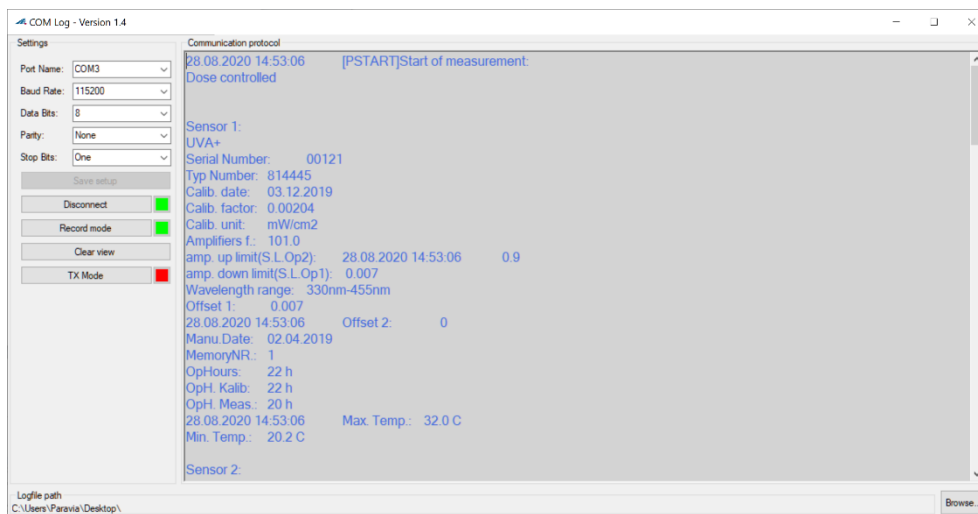 COM Log - Version 1.4
Settings
Port Name: COM3
Baud Rate: 115200
Data Bits: 8
Parity: None
Stop Bits: One
Save setup
Disconnect
Record mode
Clear view
TX Mode
Communication protocol
28.08.2020 14:53:06 [PSTART]Start of measurement:
Dose controlled
Sensor 1:
UVA+
Serial Number: 00121
Typ Number: 814445
Calib. date: 03.12.2019
Calib. factor: 0.00204
Calib. unit: mW/cm2
Amplifiers f.: 101.0
amp. up limit(S.L.Op2): 28.08.2020 14:53:06 0.9
amp. down limit(S.L.Op1): 0.007
Wavelength range: 330nm-455nm
Offset 1: 0.007
28.08.2020 14:53:06 Offset 2: 0
Manu.Date: 02.04.2019
MemoryNR.: 1
OpHours: 22 h
OpH. Kalib: 22 h
OpH. Meas.: 20 h
28.08.2020 14:53:06 Max. Temp.: 32.0 C
Min. Temp.: 20.2 C
Sensor 2:
Logfile path
C:\Users\Paravia\Desktop\
Browse...